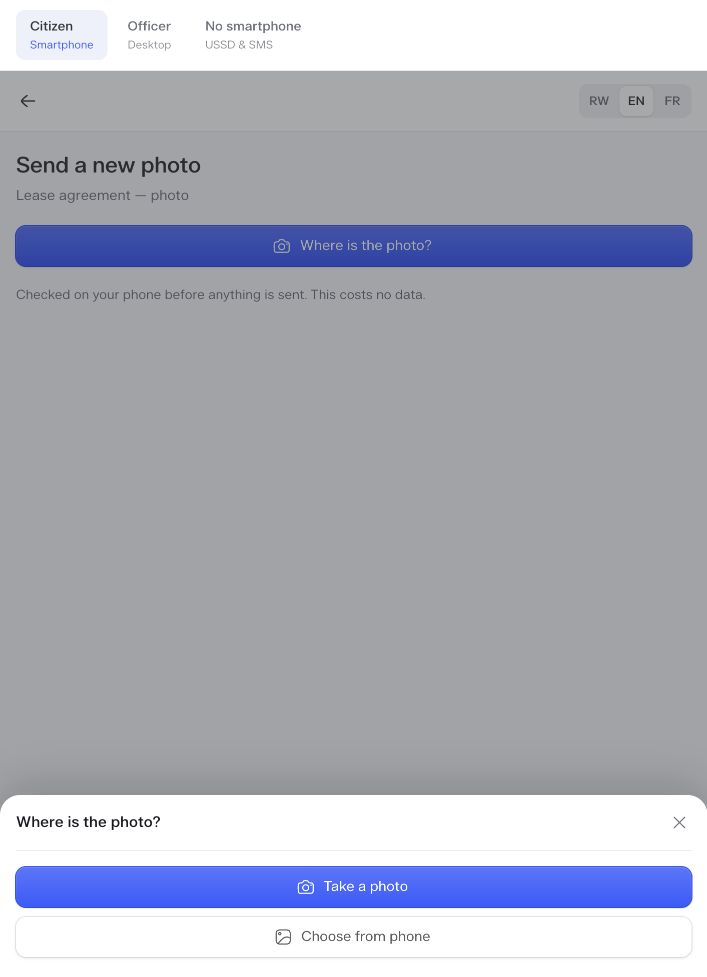 Citizen
Smartphone
Officer
Desktop
No smartphone
USSD & SMS
RW
EN
FR
Send a new photo
Lease agreement — photo
Where is the photo?
Checked on your phone before anything is sent. This costs no data.
Where is the photo?
Take a photo
Choose from phone